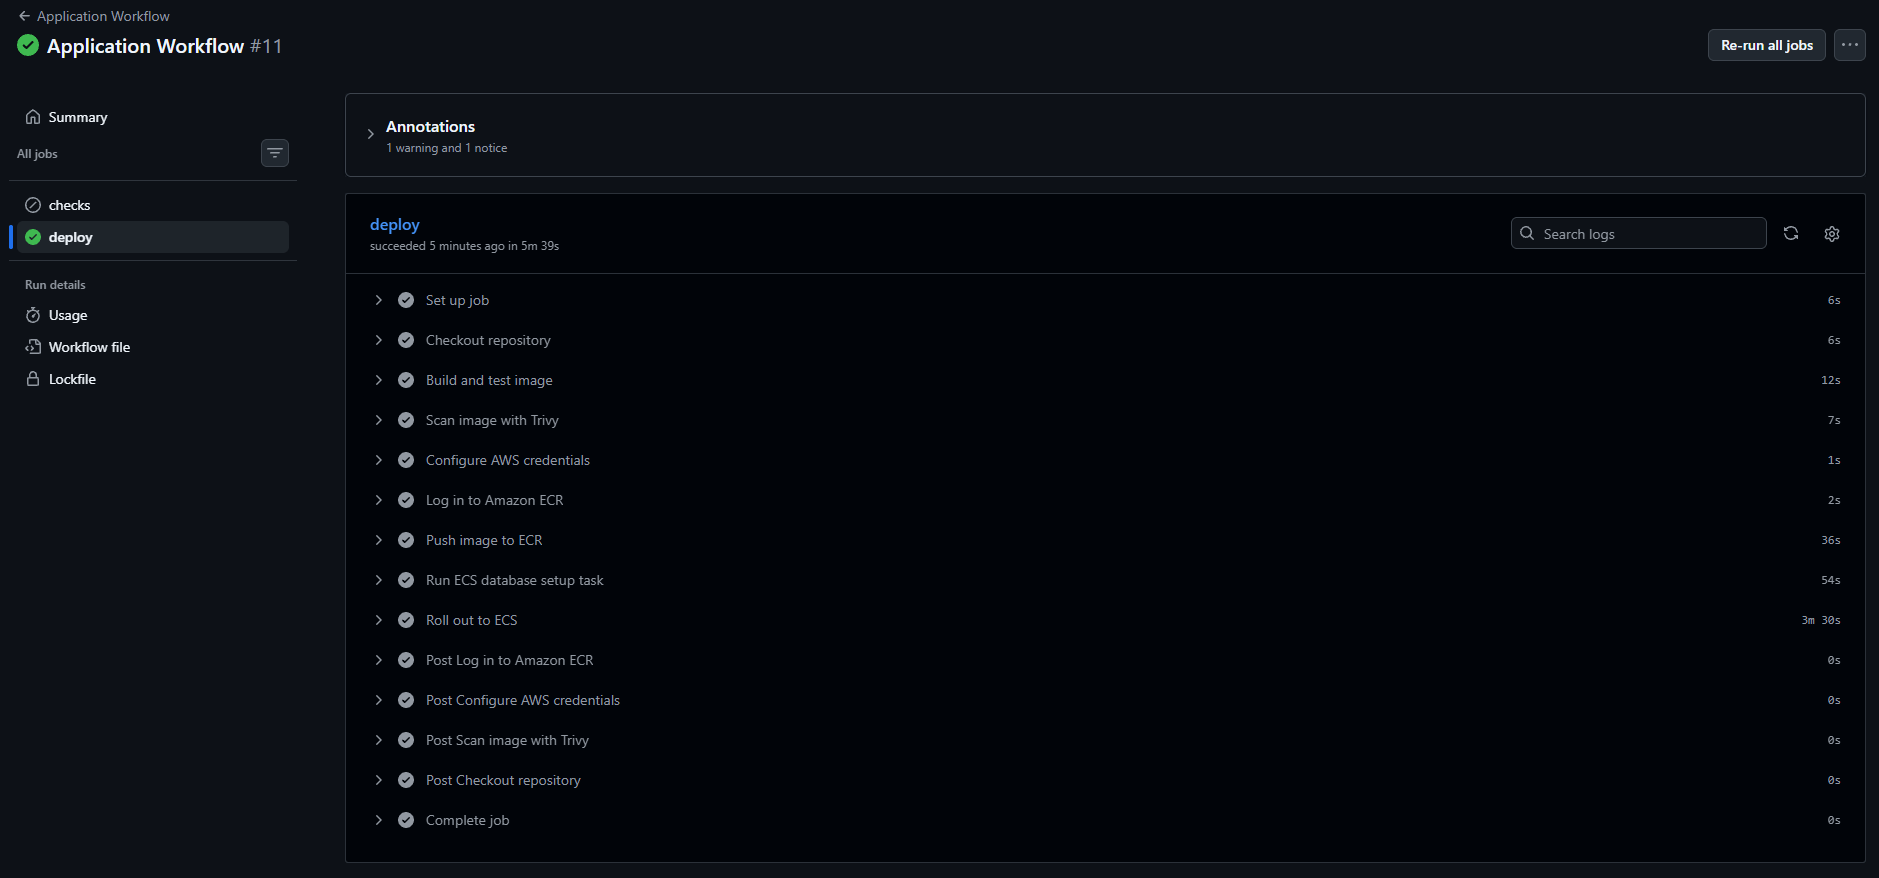 Application Workflow
Application Workflow #11
Re-run all jobs
Summary
All jobs
checks
deploy
Run details
Usage
Workflow file
Lockfile
Annotations
1 warning and 1 notice
deploy
succeeded 5 minutes ago in 5m 39s
Search logs
Set up job 6s
Checkout repository 6s
Build and test image 12s
Scan image with Trivy 7s
Configure AWS credentials 1s
Log in to Amazon ECR 2s
Push image to ECR 36s
Run ECS database setup task 54s
Roll out to ECS 3m 30s
Post Log in to Amazon ECR 0s
Post Configure AWS credentials 0s
Post Scan image with Trivy 0s
Post Checkout repository 0s
Complete job 0s